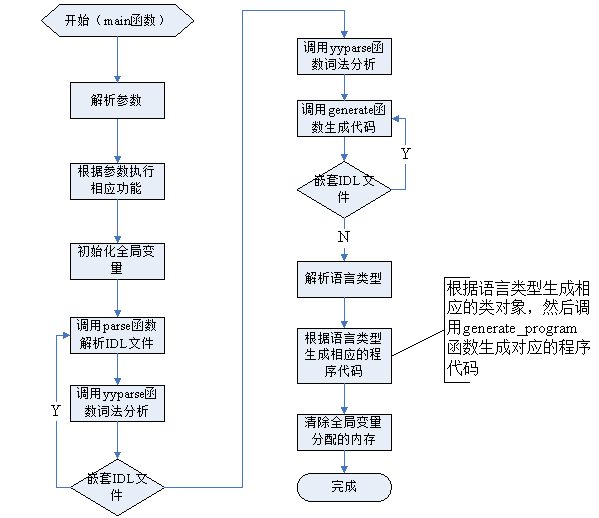 开始（main函数）
解析参数
根据参数执行
相应功能
初始化全局变
量
调用parse函数
解析IDL文件
调用yyparse函
数词法分析
Y
嵌套IDL文
件
调用yyparse函
数词法分析
调用generate函
数生成代码
Y
嵌套IDL文
件
N
解析语言类型
根据语言类型
生成相应的程
序代码
根据语言类型生成相
应的类对象，然后调
用generate_program
函数生成对应的程序
代码
清除全局变量
分配的内存
完成